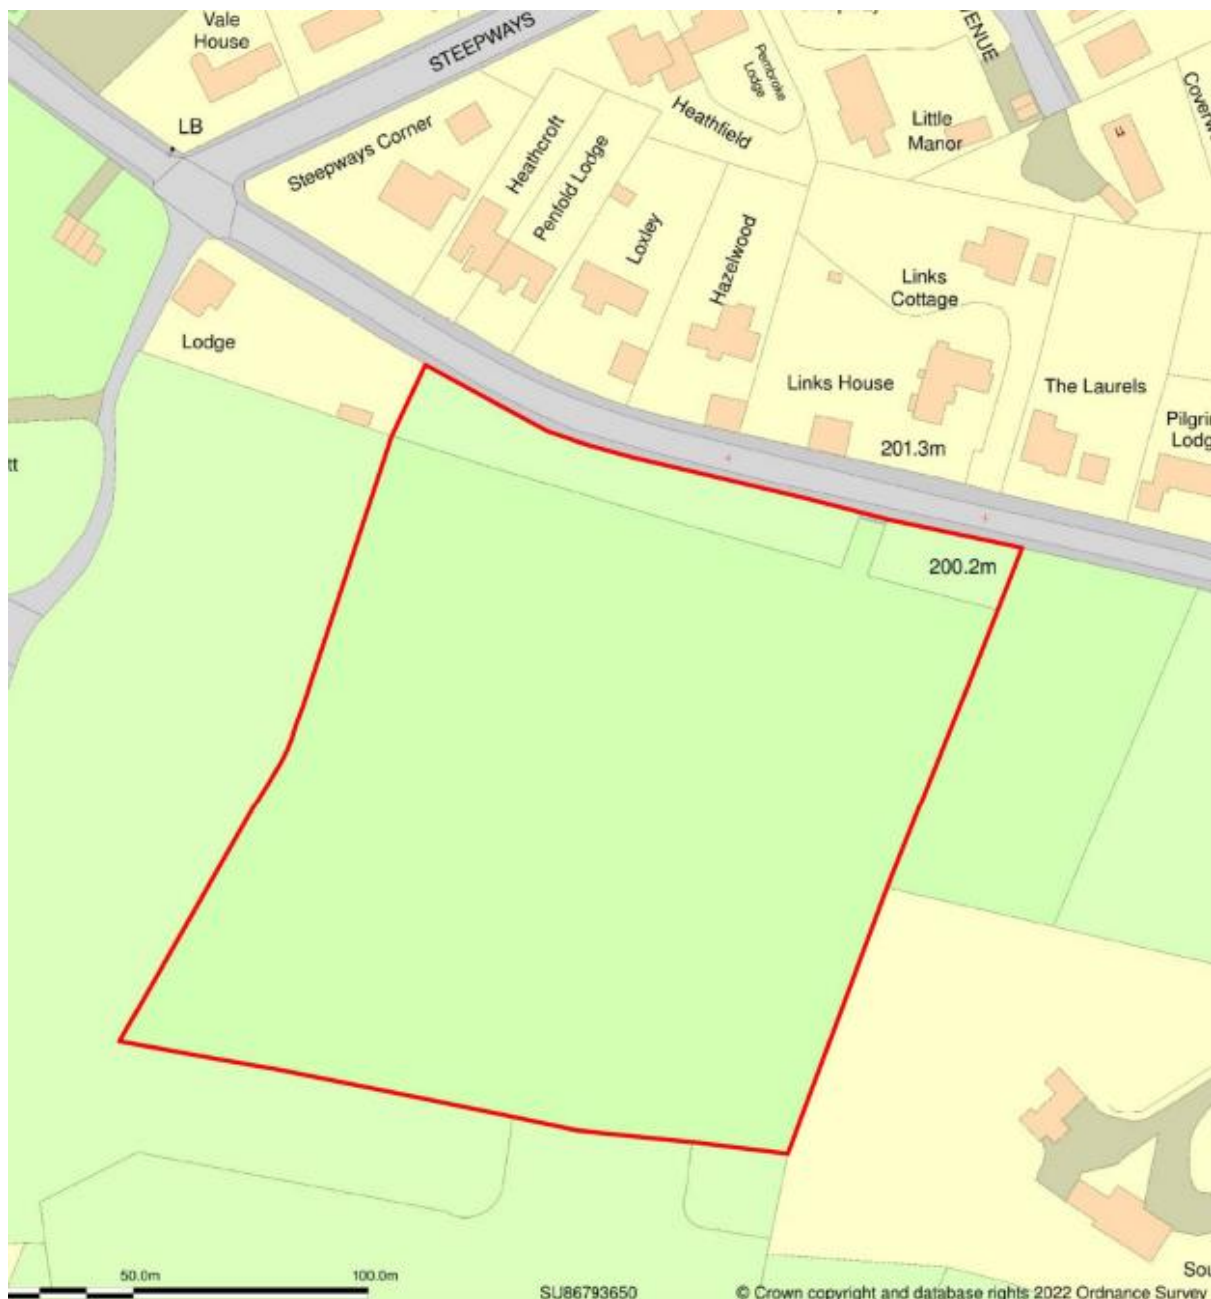 Vale
House
STEEPWAYS
Pembroke
Lodge
ENUE
LB
Steepways Corner
Heathcroft
Penfold Lodge
Heathfield
Little
Manor
Loxley
Hazelwood
Links
Cottage
Lodge
Links House
The Laurels
201.3m
tt
200.2m
50.0m
100.0m
SU86793650
© Crown copyright and database rights 2022 Ordnance Survey